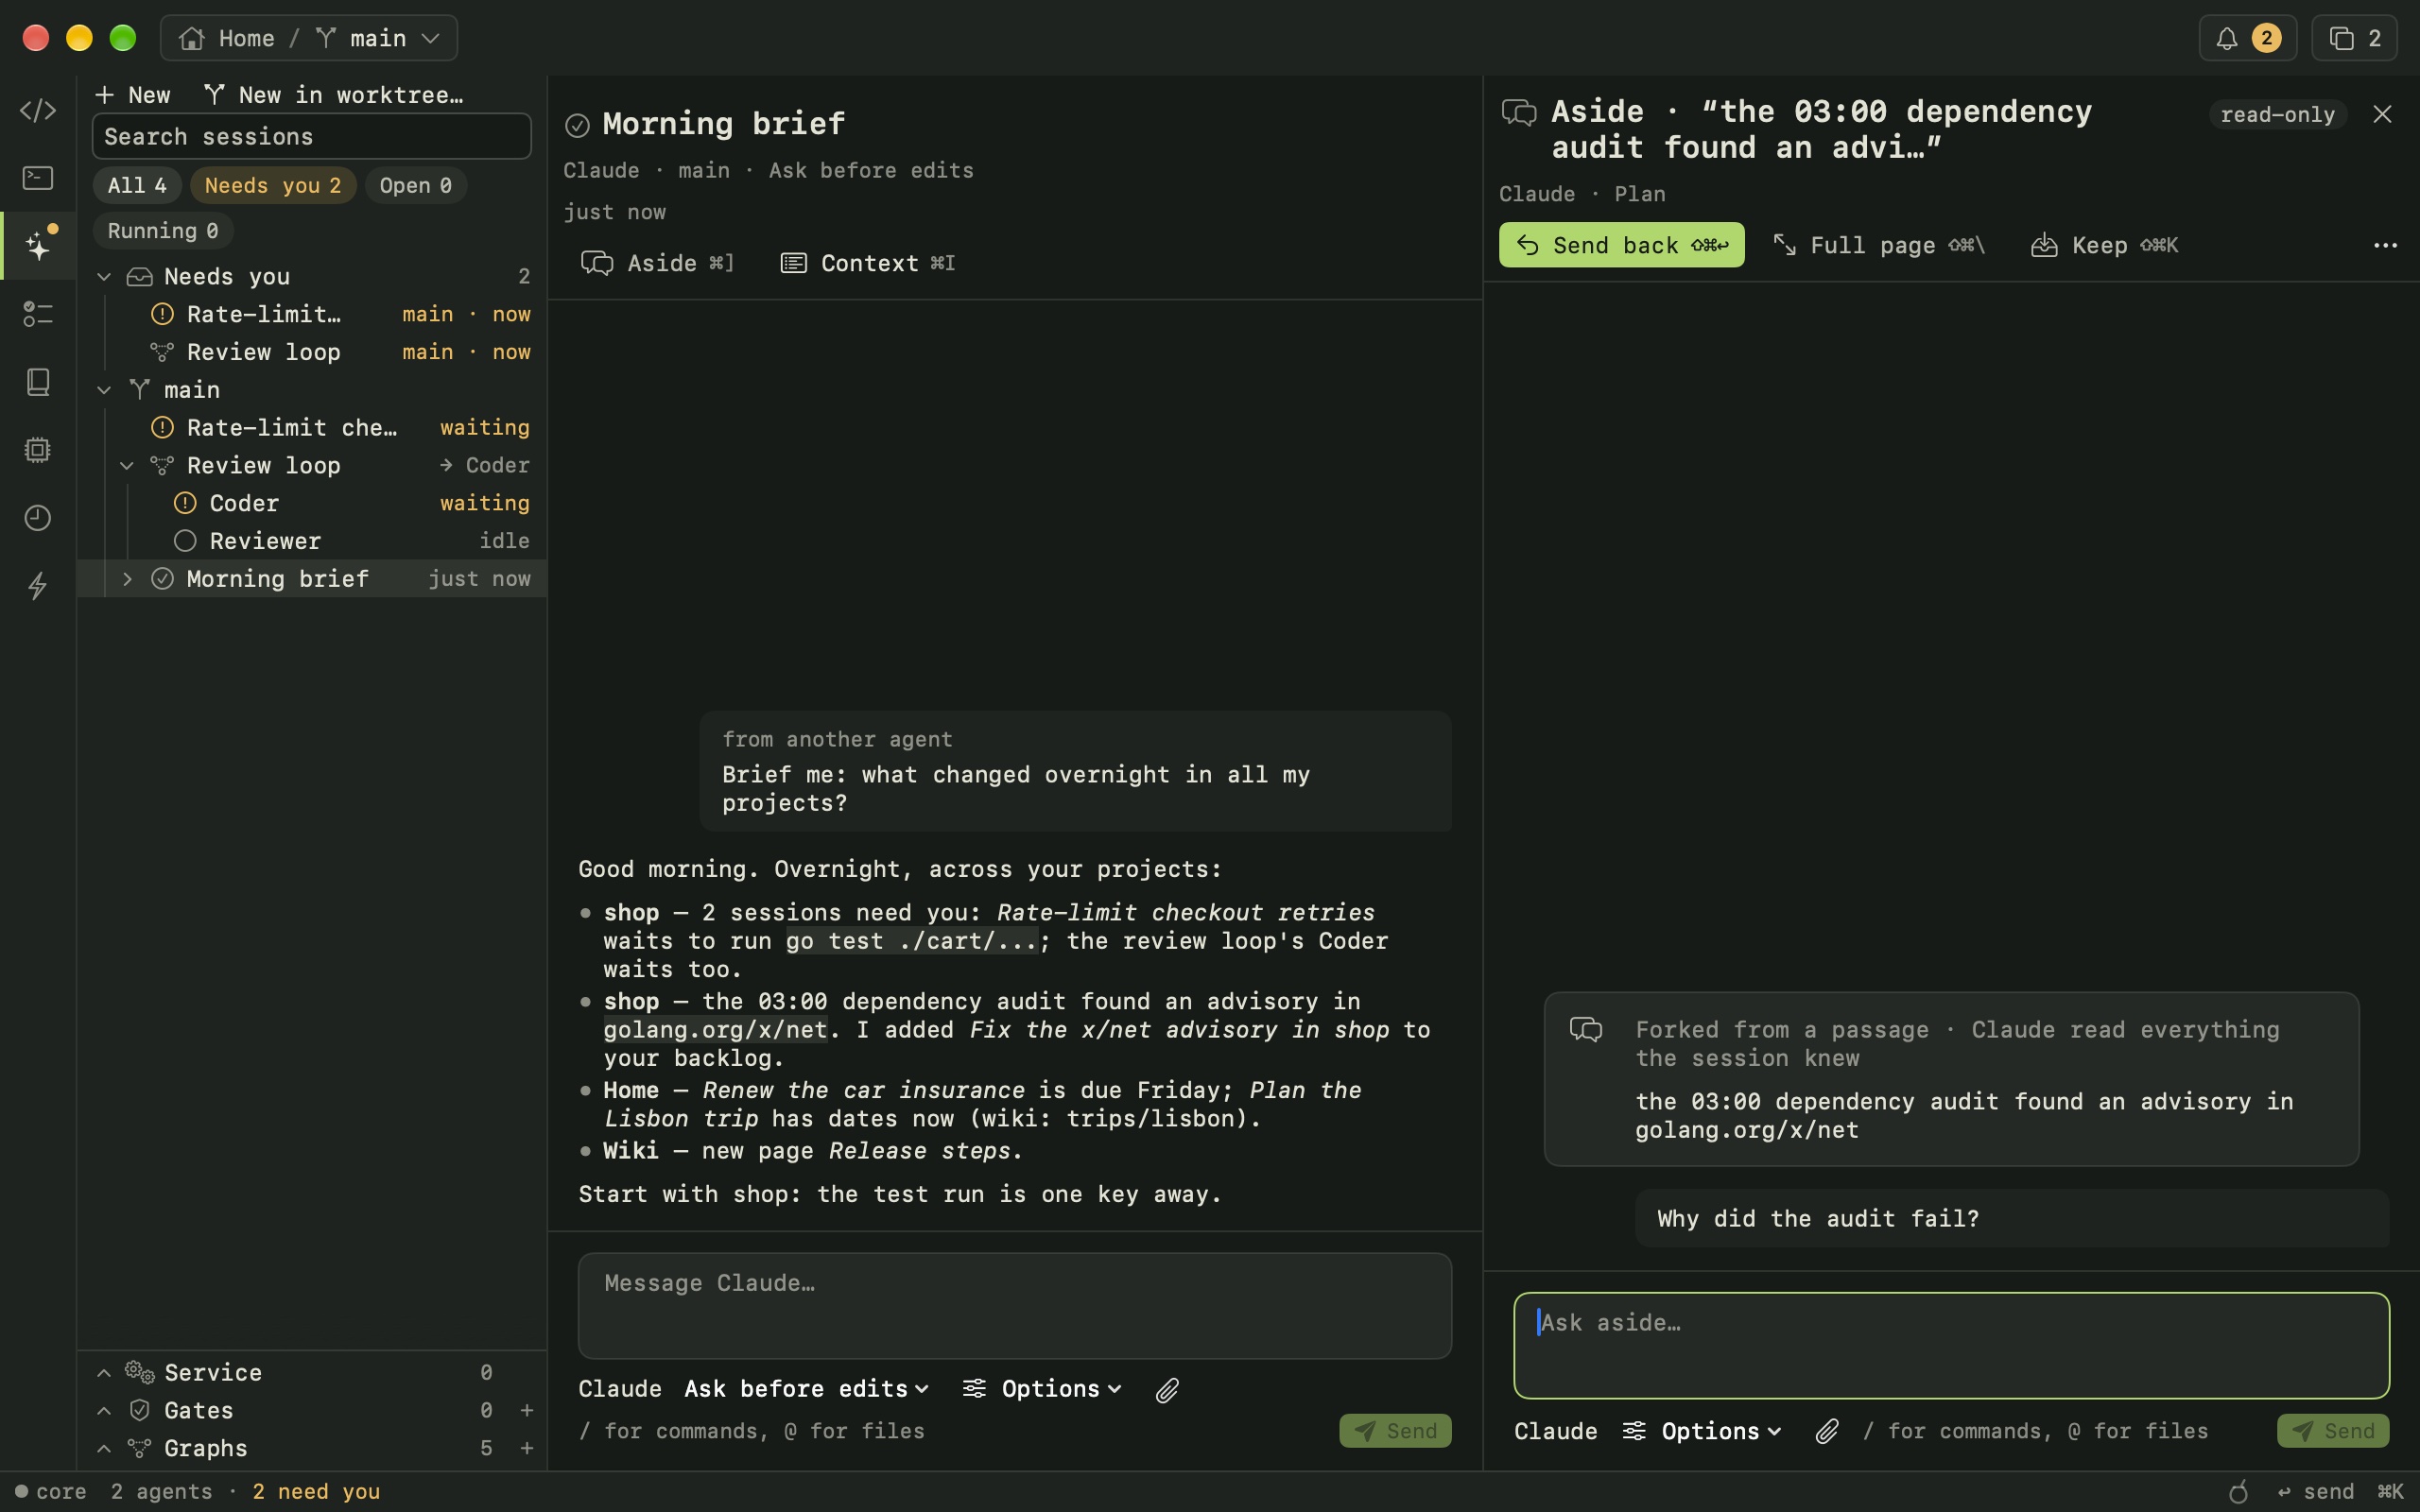 Home / main
2
2
+ New New in worktree…
Search sessions
All 4 Needs you 2 Open 0
Running 0
Needs you 2
Rate-limit… main · now
Review loop main · now
main
Rate-limit che… waiting
Review loop → Coder
Coder waiting
Reviewer idle
Morning brief just now
Service 0
Gates 0 +
Graphs 5 +
Morning brief
Claude · main · Ask before edits
just now
Aside ⌘] Context ⌘I
from another agent
Brief me: what changed overnight in all my
projects?
Good morning. Overnight, across your projects:
• shop — 2 sessions need you: Rate-limit checkout retries
waits to run go test ./cart/...; the review loop's Coder
waits too.
• shop — the 03:00 dependency audit found an advisory in
golang.org/x/net. I added Fix the x/net advisory in shop to
your backlog.
• Home — Renew the car insurance is due Friday; Plan the
Lisbon trip has dates now (wiki: trips/lisbon).
• Wiki — new page Release steps.
Start with shop: the test run is one key away.
Message Claude…
Claude Ask before edits Options
/ for commands, @ for files Send
Aside · “the 03:00 dependency
audit found an advi…”
read-only
Claude · Plan
Send back ⇧⌘↩ Full page ⇧⌘\ Keep ⇧⌘K …
Forked from a passage · Claude read everything
the session knew
the 03:00 dependency audit found an advisory in
golang.org/x/net
Why did the audit fail?
Ask aside…
Claude Options / for commands, @ for files Send
core 2 agents · 2 need you
↩ send ⌘K